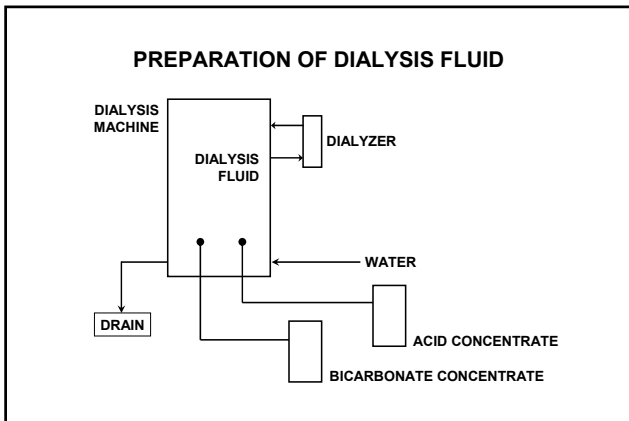 PREPARATION OF DIALYSIS FLUID
DIALYSIS
MACHINE
DIALYZER
DIALYSIS
FLUID
WATER
DRAIN
ACID CONCENTRATE
BICARBONATE CONCENTRATE